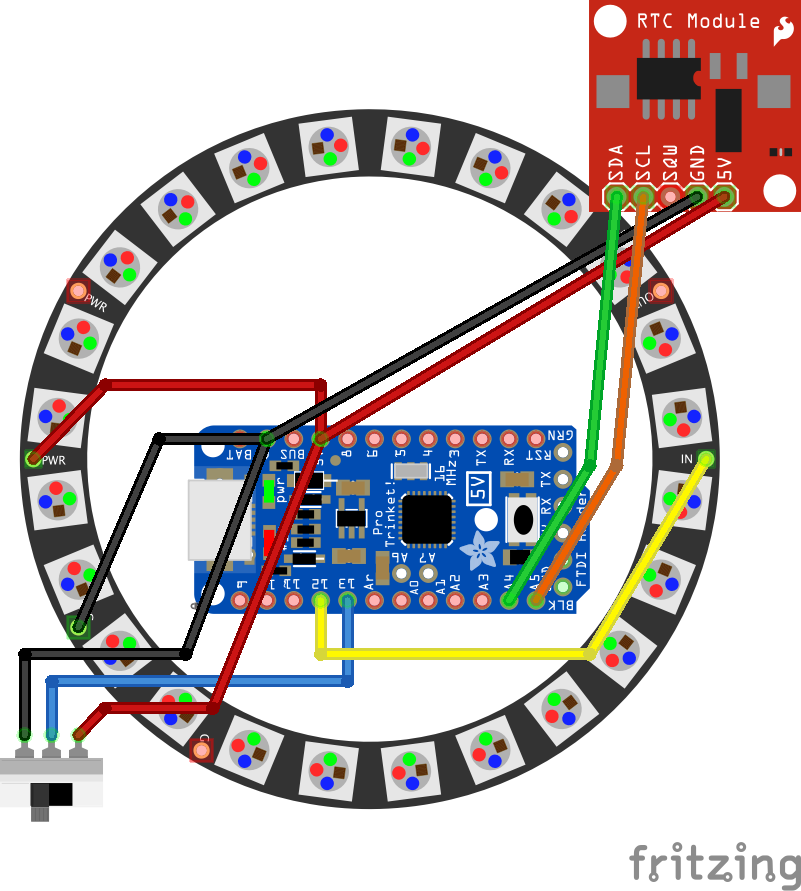 RTC Module
SDA SCL SQW GND 5V
PWR
OUT
PWR
IN
G
G
BAT G BUS 5 8 6 5 4 3 TX RX RST
GRN
16
MHz
5V
pwr
Pro
Trinket!
TX
RX
FTDI Header
A6 A7
9 10 11 12 13 Ar A0 A1 A2 A3 A4 A5
BLK
fritzing